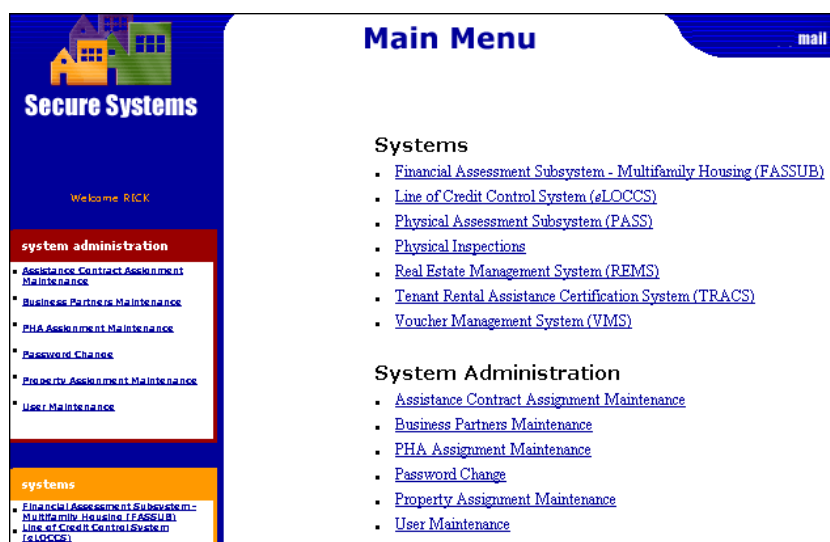 Secure Systems
Welcome RICK
system administration
Assistance Contract Assignment
Maintenance
Business Partners Maintenance
PHA Assignment Maintenance
Password Change
Property Assignment Maintenance
User Maintenance
systems
Financial Assessment Subsystem -
Multifamily Housing (FASSUB)
Line of Credit Control System
(eLOCCS)
Main Menu
mail
Systems
Financial Assessment Subsystem - Multifamily Housing (FASSUB)
Line of Credit Control System (eLOCCS)
Physical Assessment Subsystem (PASS)
Physical Inspections
Real Estate Management System (REMS)
Tenant Rental Assistance Certification System (TRACS)
Voucher Management System (VMS)
System Administration
Assistance Contract Assignment Maintenance
Business Partners Maintenance
PHA Assignment Maintenance
Password Change
Property Assignment Maintenance
User Maintenance